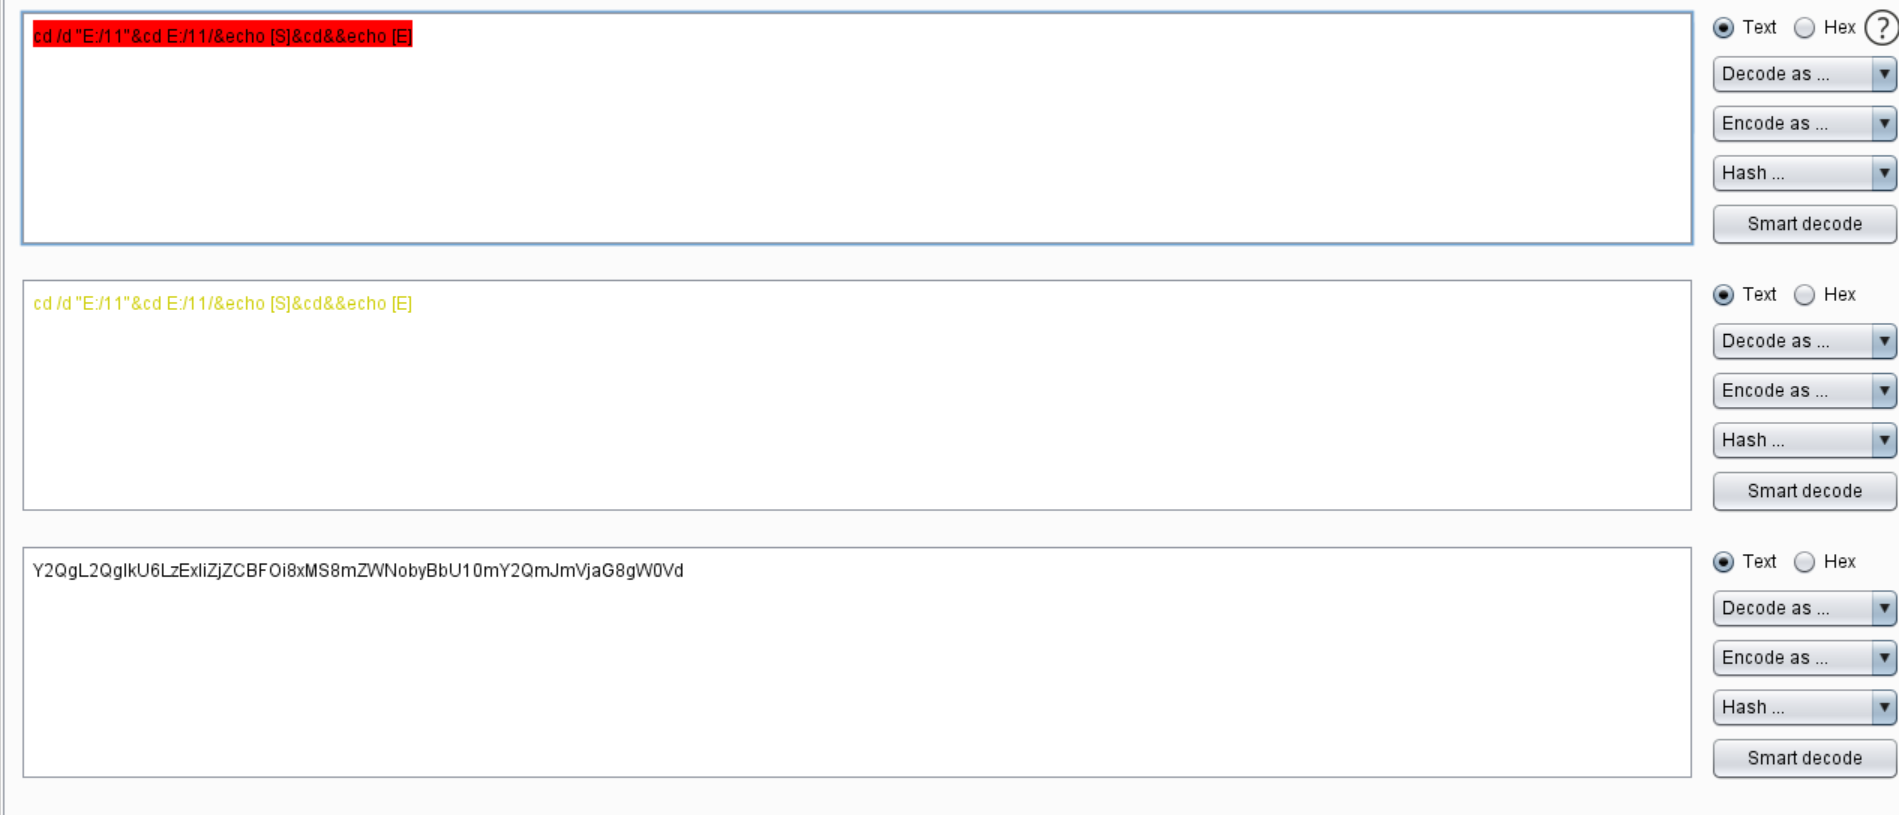 cd /d "E:/11"&cd E:/11/&echo [S]&cd&&echo [E]
Text Hex ?
Decode as ...
Encode as ...
Hash ...
Smart decode
cd /d "E:/11"&cd E:/11/&echo [S]&cd&&echo [E]
Text Hex
Decode as ...
Encode as ...
Hash ...
Smart decode
Y2QgL2QgIkU6LzExIiZjZCBFOi8xMS8mZWNobyBbU10mY2QmJmVjaG8gW0Vd
Text Hex
Decode as ...
Encode as ...
Hash ...
Smart decode